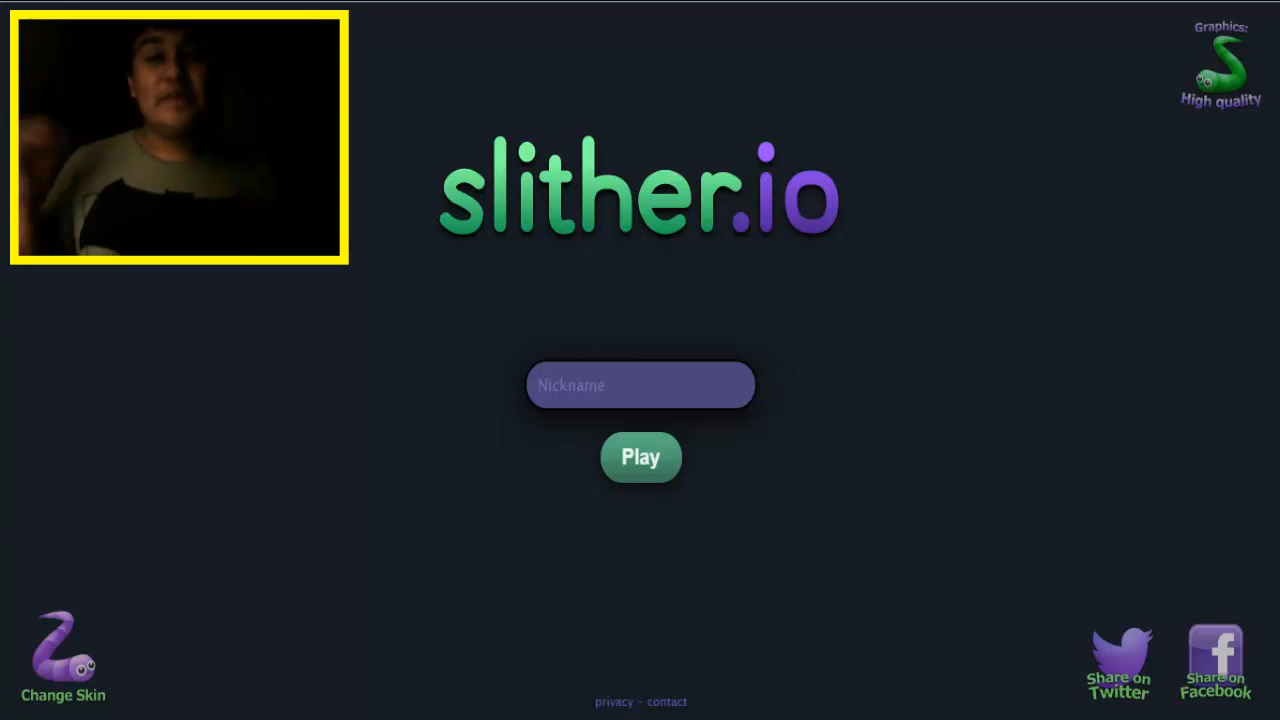 Graphics:
High quality
slither.io
Nickname
Play
Change Skin
privacy - contact
Share on
Twitter
Share on
Facebook